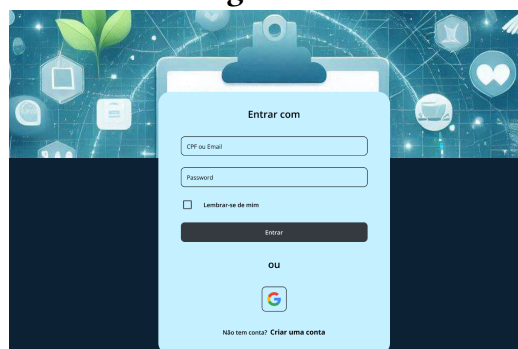 Entrar com
CPF ou Email
Password
Lembrar-se de mim
Entrar
ou
G
Não tem conta? Criar uma conta